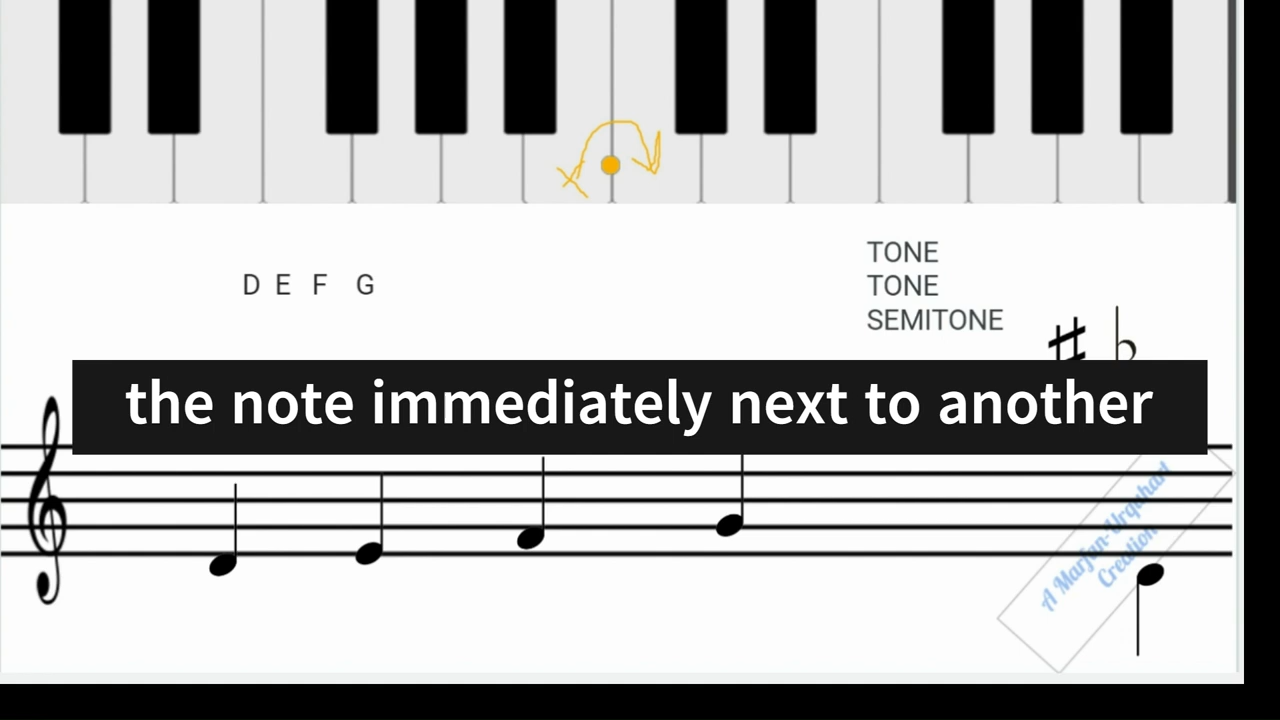 D E F G
TONE
TONE
SEMITONE
the note immediately next to another
A Marjan-Urquhart
Creation